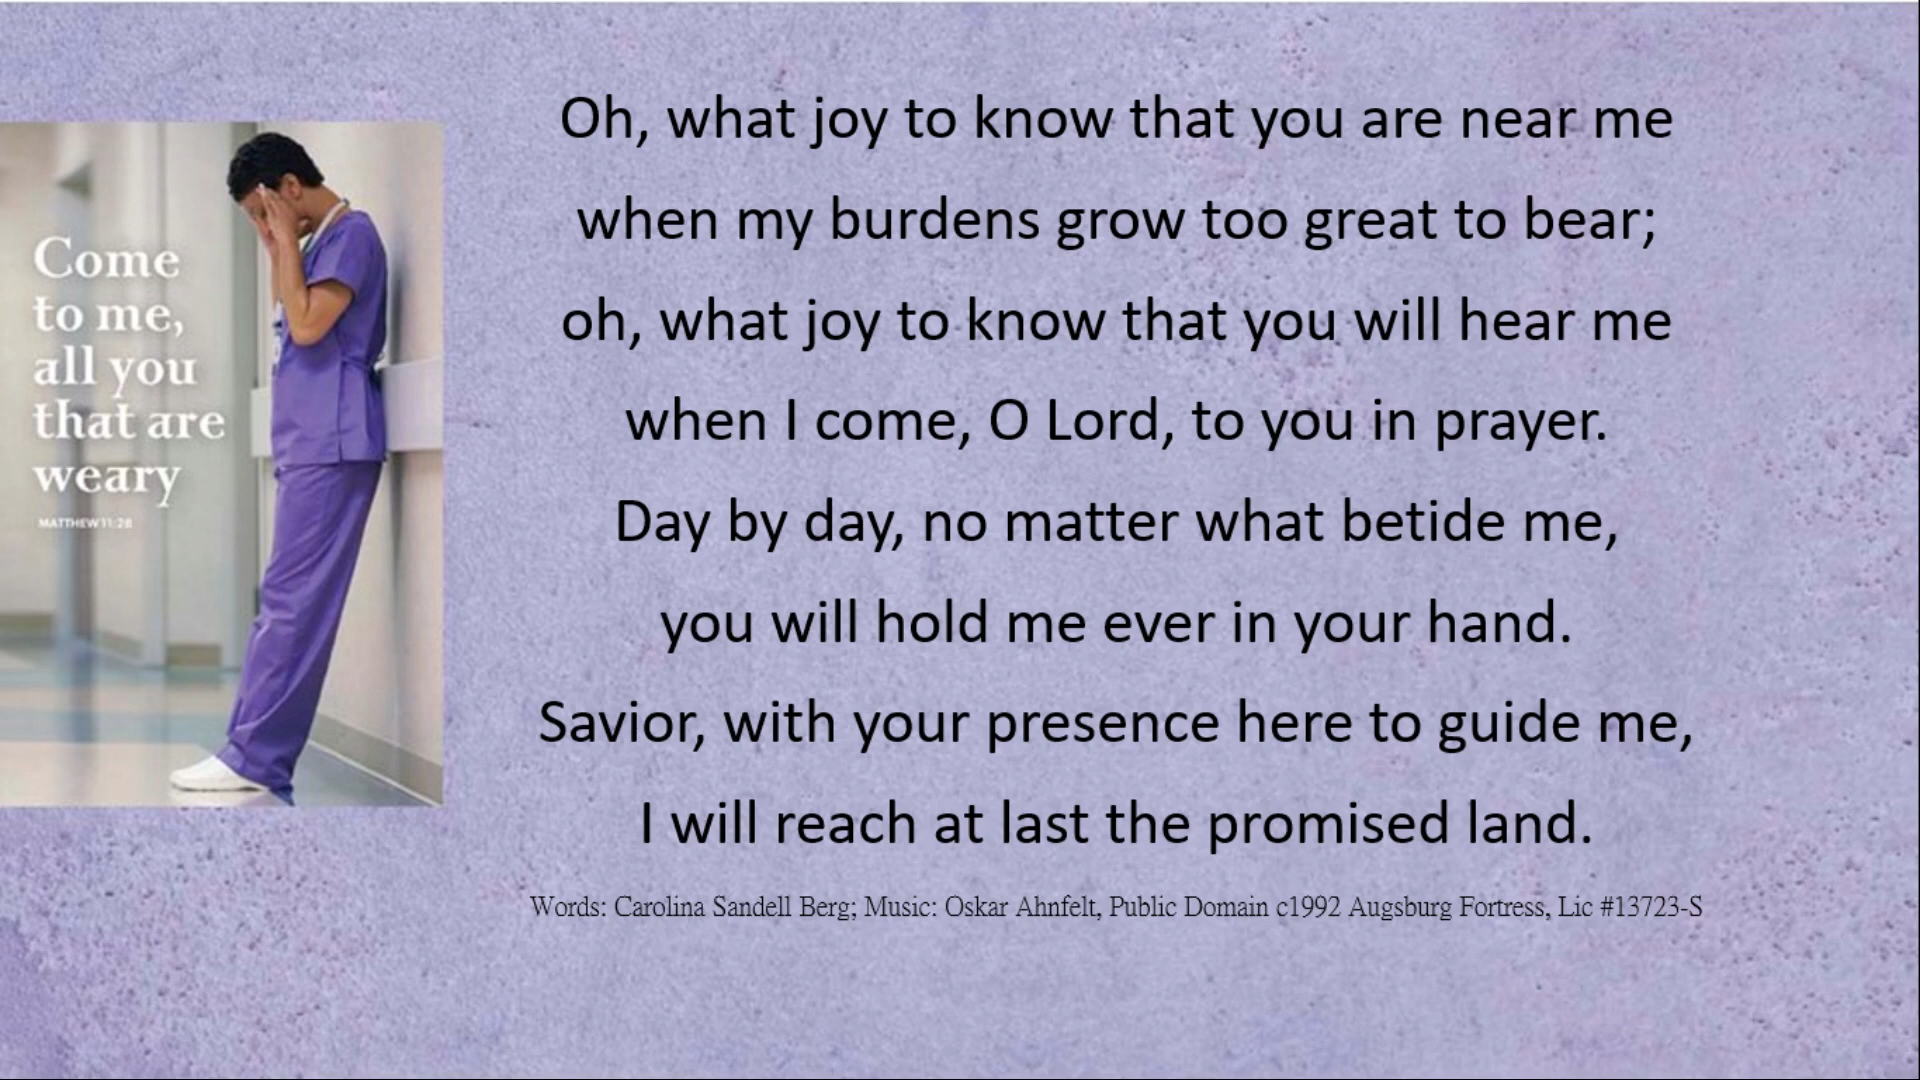 Come
to me,
all you
that are
weary
MATTHEW 11:28
Oh, what joy to know that you are near me
when my burdens grow too great to bear;
oh, what joy to know that you will hear me
when I come, O Lord, to you in prayer.
Day by day, no matter what betide me,
you will hold me ever in your hand.
Savior, with your presence here to guide me,
I will reach at last the promised land.
Words: Carolina Sandell Berg; Music: Oskar Ahnfelt, Public Domain c1992 Augsburg Fortress, Lic #13723-S